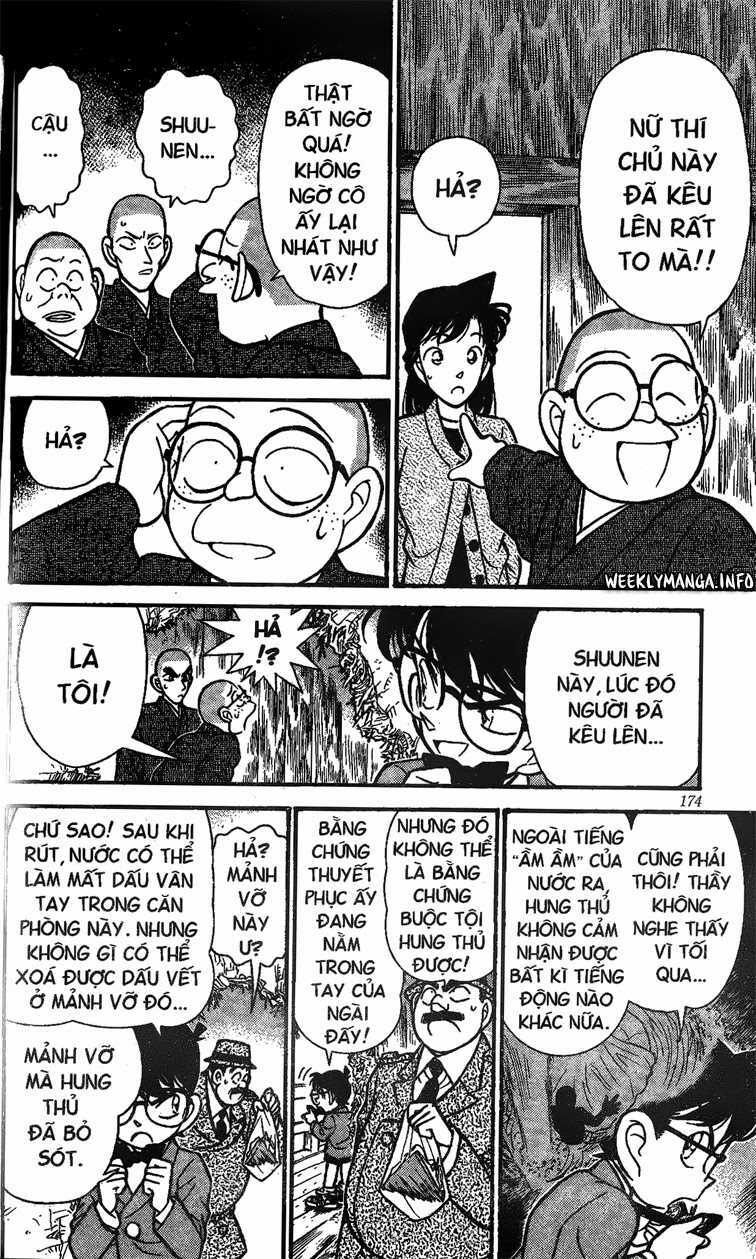 NỮ THÍ
CHỦ NÀY
ĐÃ KÊU
LÊN RẤT
TO MÀ!!
HẢ?
WEEKLYMANGA.INFO
THẬT
BẤT NGỜ
QUÁ!
KHÔNG
NGỜ CÔ
ẤY LẠI
NHÁT NHƯ
VẬY!
SHUU-
NEN...
CẬU
...
HẢ?
SHUUNEN
NÀY, LÚC ĐÓ
NGƯỜI ĐÃ
KÊU LÊN...
HẢ
!?
LÀ
TÔI!
174
CŨNG PHẢI
THÔI! THẦY
KHÔNG
NGHE THẤY
VÌ TỐI
QUA...
NGOÀI TIẾNG
“ẦM ẦM” CỦA
NƯỚC RA,
HUNG THỦ
KHÔNG CẢM
NHẬN ĐƯỢC
BẤT KÌ TIẾNG
ĐỘNG NÀO
KHÁC NỮA.
NHƯNG ĐÓ
KHÔNG THỂ
LÀ BẰNG
CHỨNG
BUỘC TỘI
HUNG THỦ
ĐƯỢC!
BẰNG
CHỨNG
THUYẾT
PHỤC ẤY
ĐANG
NẰM
TRONG
TAY CỦA
NGÀI
ĐẤY!
HẢ?
MẢNH
VỠ
NÀY
Ư?
CHỨ SAO! SAU KHI
RÚT, NƯỚC CÓ THỂ
LÀM MẤT DẤU VÂN
TAY TRONG CĂN
PHÒNG NÀY. NHƯNG
KHÔNG GÌ CÓ THỂ
XOÁ ĐƯỢC DẤU VẾT
Ở MẢNH VỠ ĐÓ...
MẢNH VỠ
MÀ HUNG
THỦ
ĐÃ BỎ
SÓT.